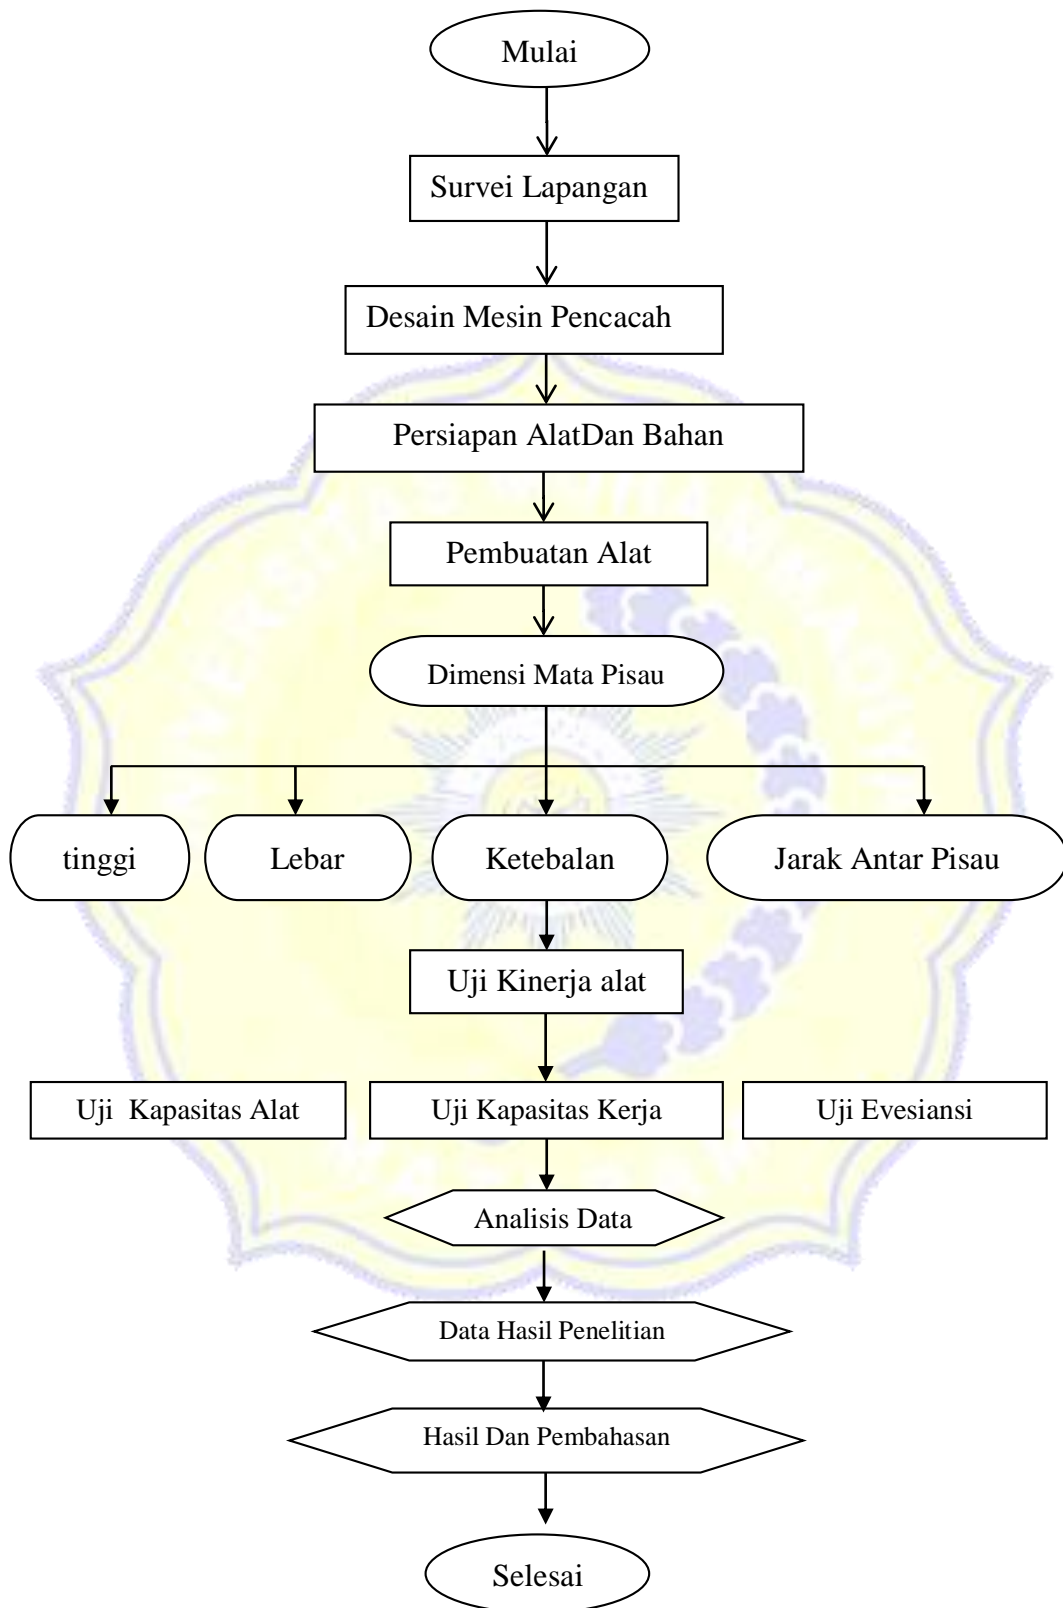 Mulai
Survei Lapangan
Desain Mesin Pencacah
Persiapan AlatDan Bahan
Pembuatan Alat
Dimensi Mata Pisau
tinggi
Lebar
Ketebalan
Jarak Antar Pisau
Uji Kinerja alat
Uji Kapasitas Alat
Uji Kapasitas Kerja
Uji Evesiansi
Analisis Data
Data Hasil Penelitian
Hasil Dan Pembahasan
Selesai